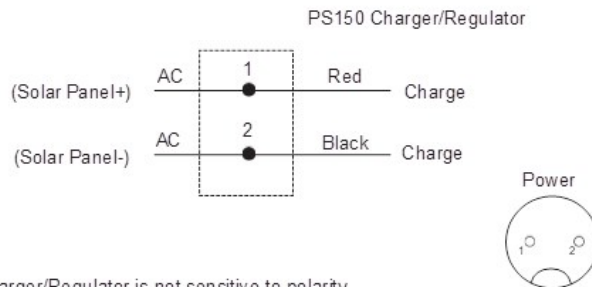 PS150 Charger/Regulator
(Solar Panel+) AC 1 Red Charge
(Solar Panel-) AC 2 Black Charge
Power
1 2
Regulator is not sensitive to polarity